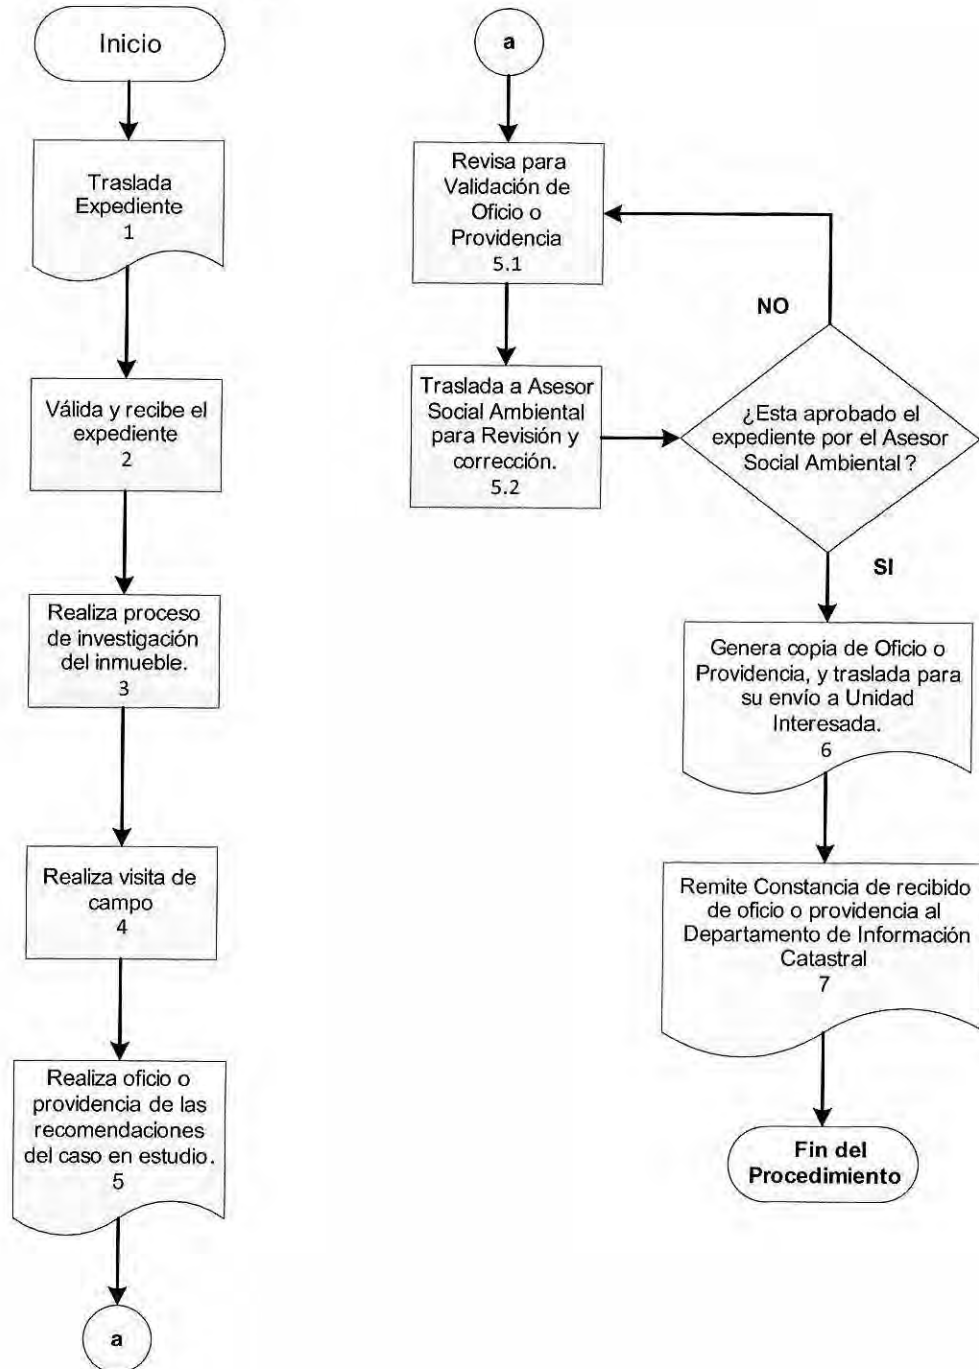 Inicio
Traslada
Expediente
1
Válida y recibe el
expediente
2
Realiza proceso
de investigación
del inmueble.
3
Realiza visita de
campo
4
Realiza oficio o
providencia de las
recomendaciones
del caso en estudio.
5
a
a
Revisa para
Validación de
Oficio o
Providencia
5.1
Traslada a Asesor
Social Ambiental
para Revisión y
corrección.
5.2
NO
¿Esta aprobado el
expediente por el Asesor
Social Ambiental?
SI
Genera copia de Oficio o
Providencia, y traslada para
su envío a Unidad
Interesada.
6
Remite Constancia de recibido
de oficio o providencia al
Departamento de Información
Catastral
7
Fin del
Procedimiento